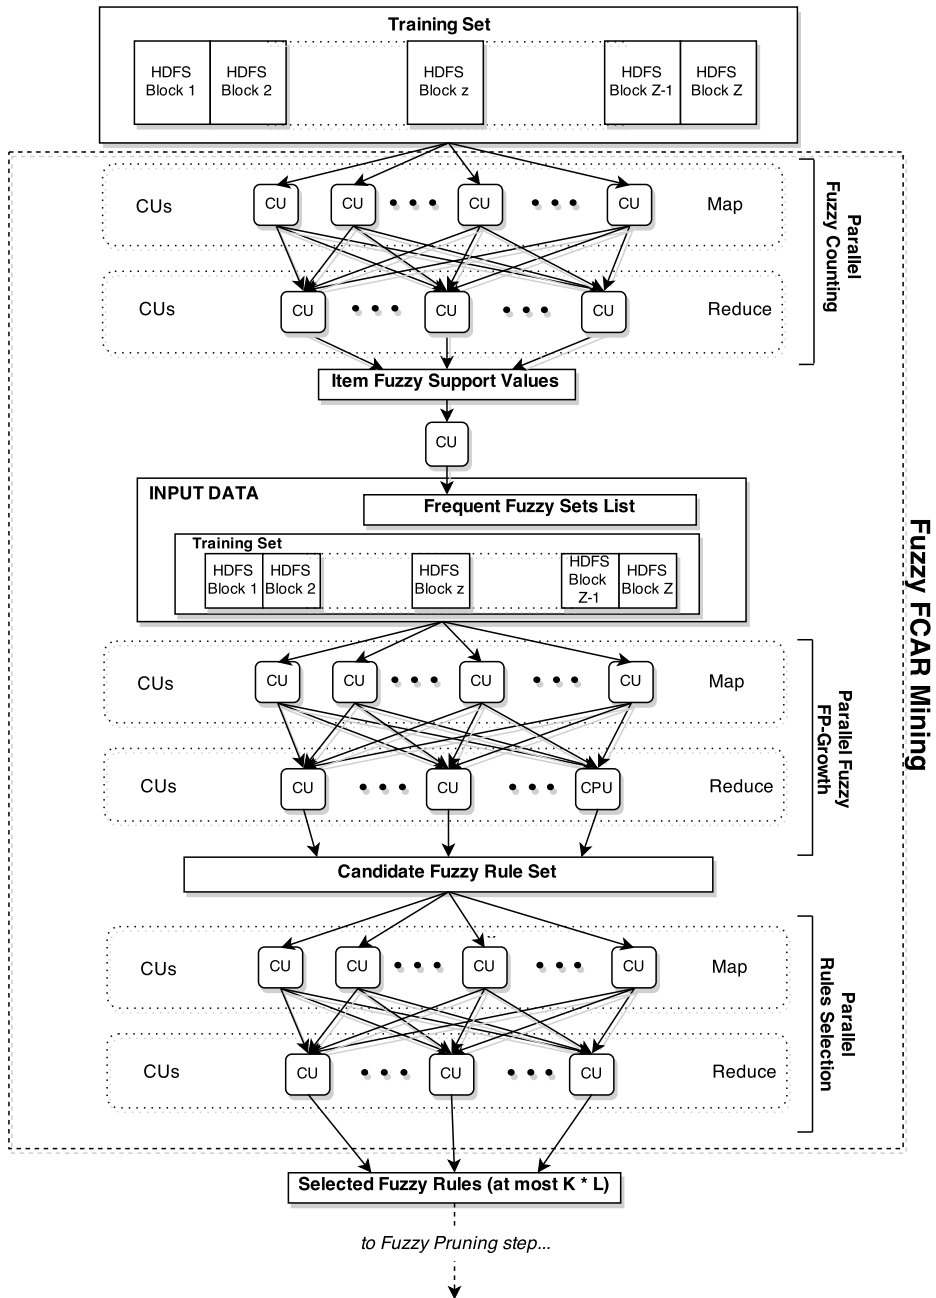 Training Set
HDFS
Block 1
HDFS
Block 2
HDFS
Block z
HDFS
Block Z-1
HDFS
Block Z
CUs
CU
CU
CU
CU
Map
CUs
CU
CU
CU
Reduce
Parallel
Fuzzy Counting
Item Fuzzy Support Values
CU
INPUT DATA
Frequent Fuzzy Sets List
Training Set
HDFS
Block 1
HDFS
Block 2
HDFS
Block z
HDFS
Block
Z-1
HDFS
Block Z
CUs
CU
CU
CU
CU
Map
CUs
CU
CU
CPU
Reduce
Parallel Fuzzy
FP-Growth
Candidate Fuzzy Rule Set
CUs
CU
CU
CU
CU
Map
CUs
CU
CU
CU
Reduce
Parallel
Rules Selection
Fuzzy FCAR Mining
Selected Fuzzy Rules (at most K * L)
to Fuzzy Pruning step...